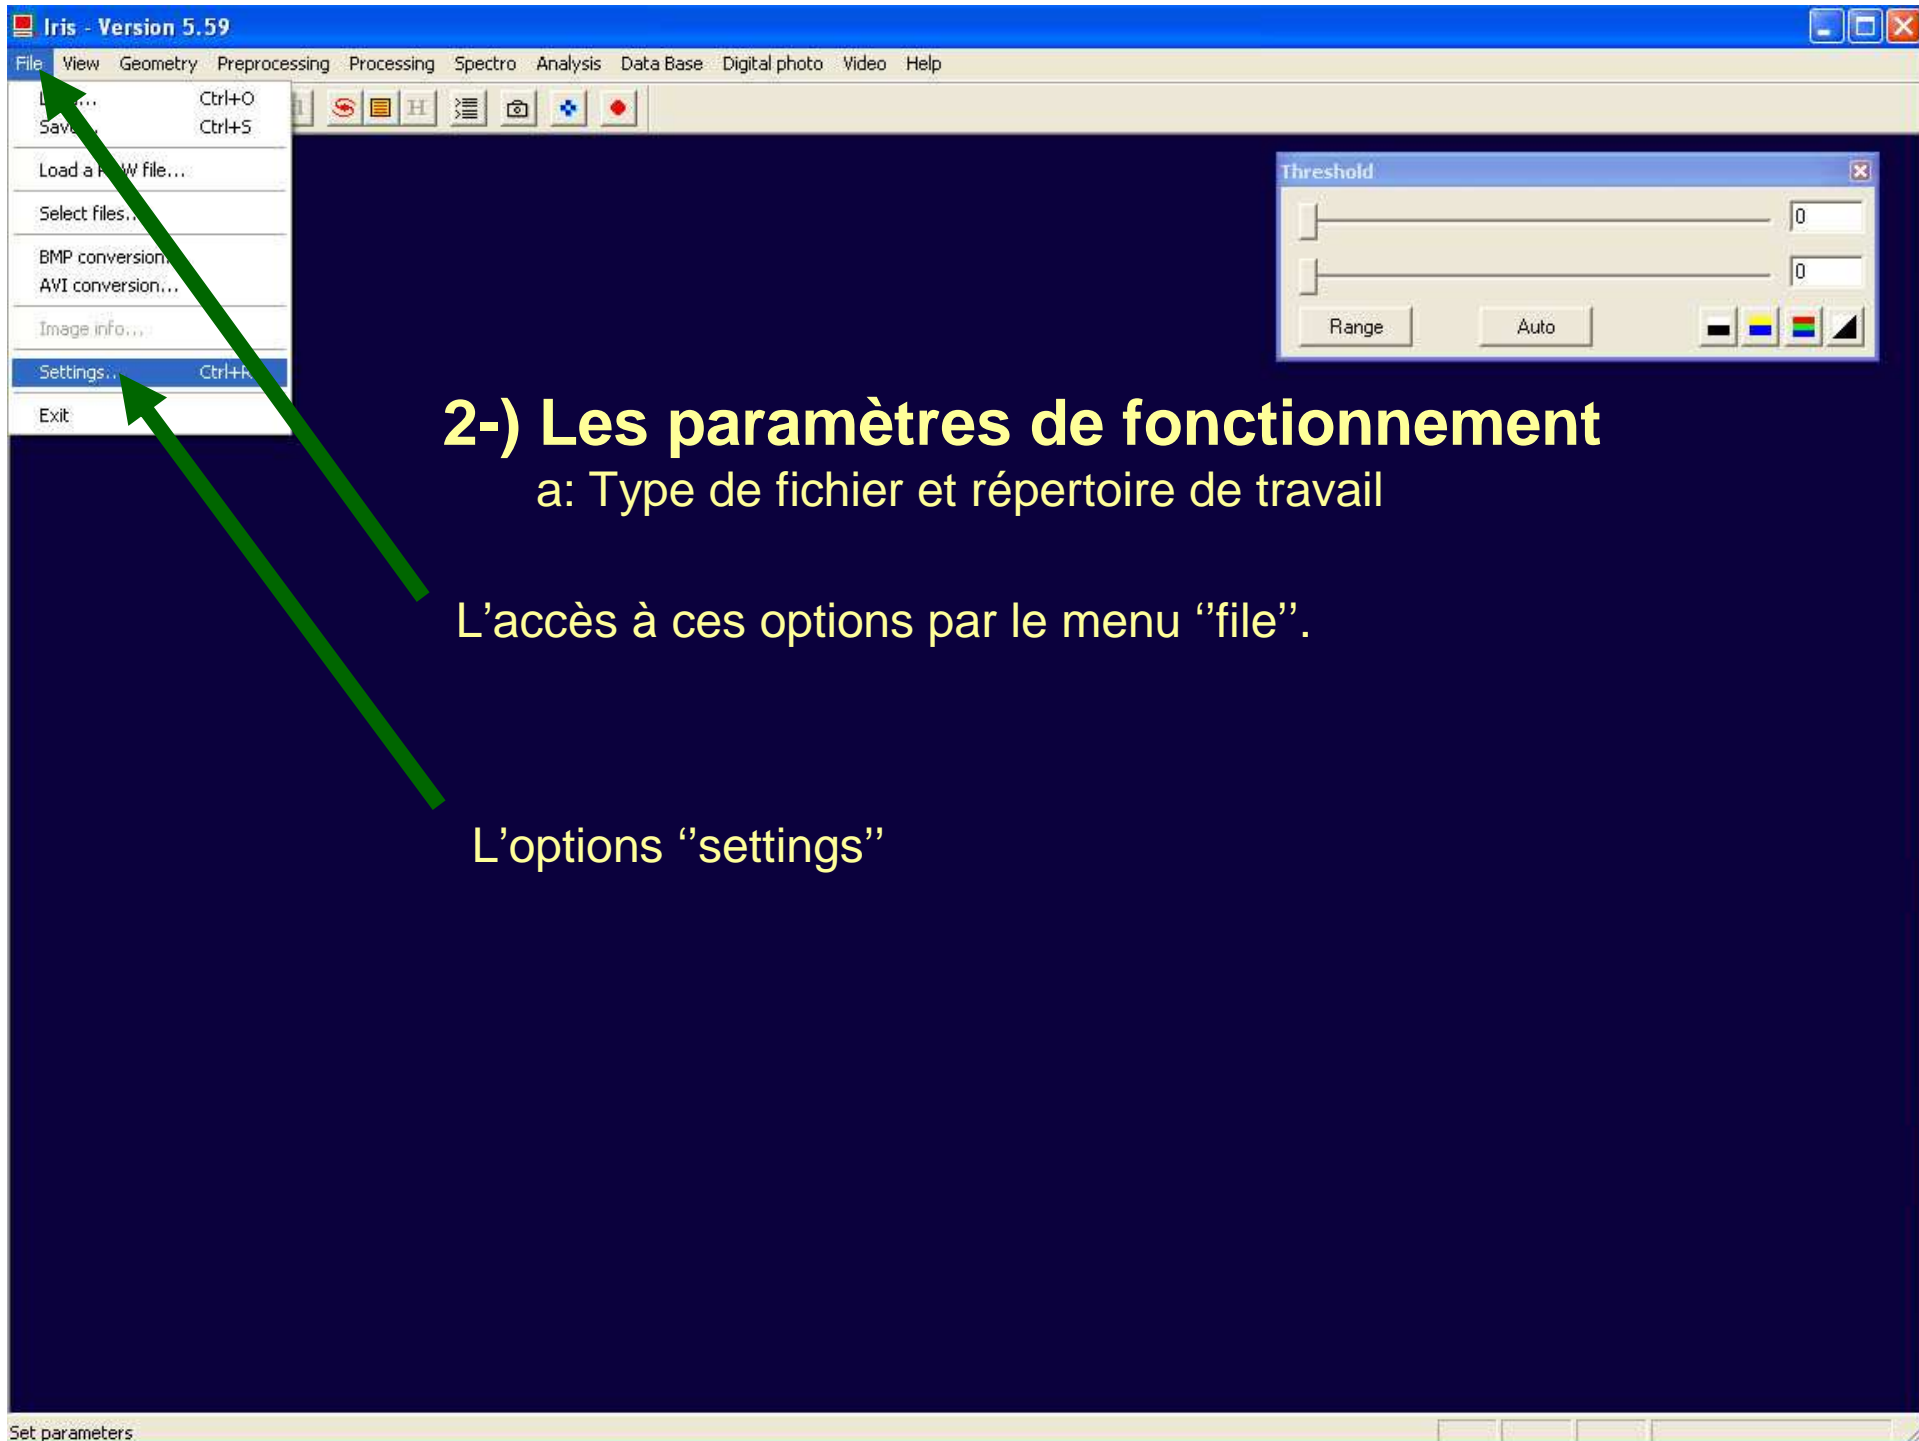 Iris - Version 5.59
File View Geometry Preprocessing Processing Spectro Analysis Data Base Digital photo Video Help
Ctrl+O
Ctrl+S
Load a file...
Select files...
BMP conversion...
AVI conversion...
Image info...
Settings... Ctrl+R
Exit
Threshold
0
0
Range Auto
2-) Les paramètres de fonctionnement
a: Type de fichier et répertoire de travail
L’accès à ces options par le menu ‘’file’’.
L’options ‘’settings’’
Set parameters